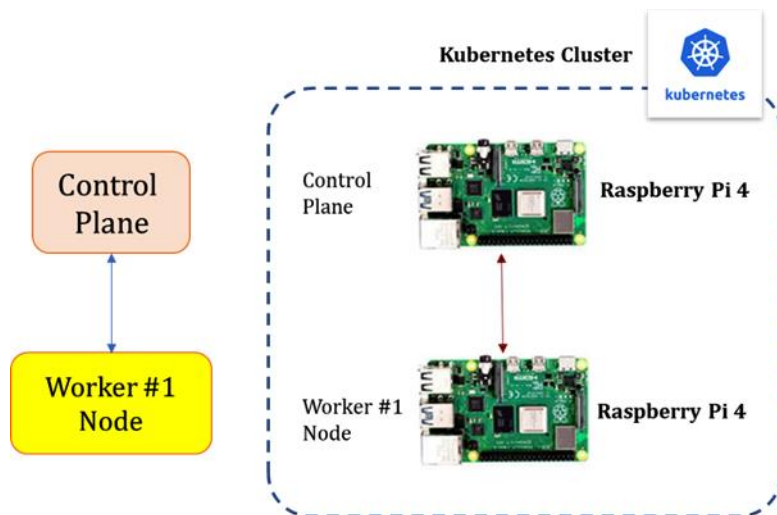 Kubernetes Cluster
kubernetes
Control
Plane
Control
Plane
Raspberry Pi 4
Worker #1
Node
Worker #1
Node
Raspberry Pi 4